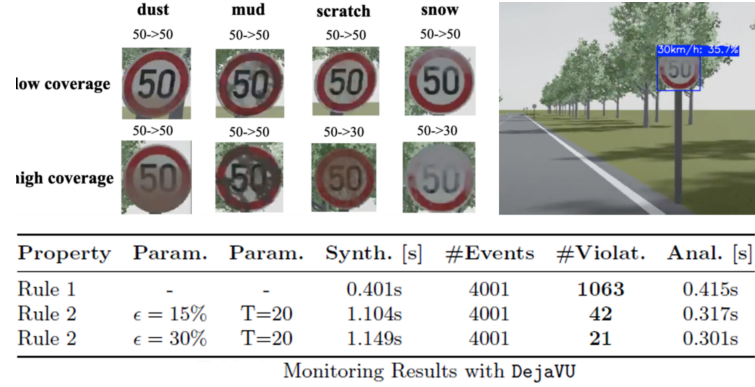 dust mud scratch snow
50->50 50->50 50->50 50->50
low coverage
50 50 50 50
50->50 50->50 50->30 50->30
high coverage
50 50 50 50
30km/h: 35.7%
50
Property Param. Param. Synth. [s] #Events #Violat. Anal. [s]
Rule 1 - - 0.401s 4001 1063 0.415s
Rule 2 ϵ = 15% T=20 1.104s 4001 42 0.317s
Rule 2 ϵ = 30% T=20 1.149s 4001 21 0.301s
Monitoring Results with DejaVU